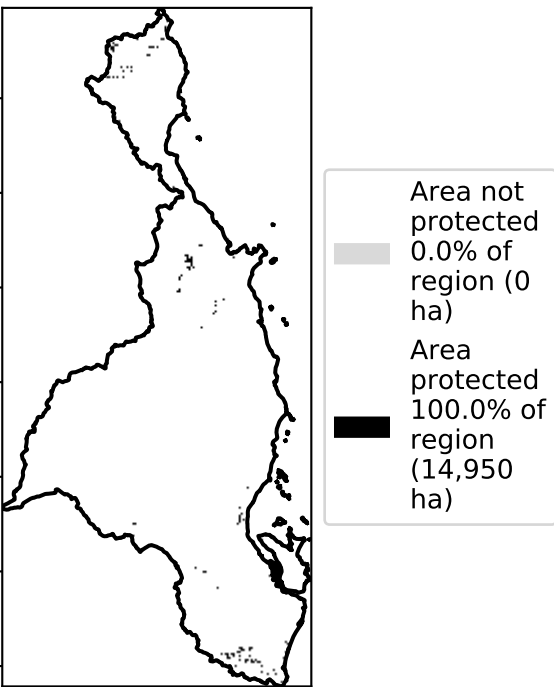 Area not
protected
0.0% of
region (0
ha)
Area
protected
100.0% of
region
(14,950
ha)